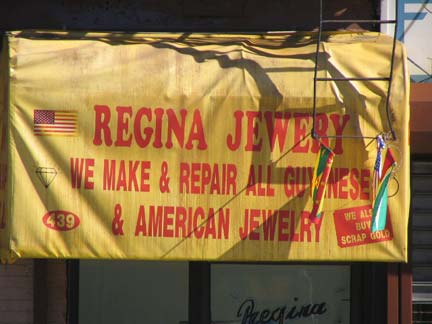 REGINA JEWERY
WE MAKE & REPAIR ALL GUYANESE
& AMERICAN JEWELRY
439
WE ALSO
BUY
SCRAP GOLD
Regina